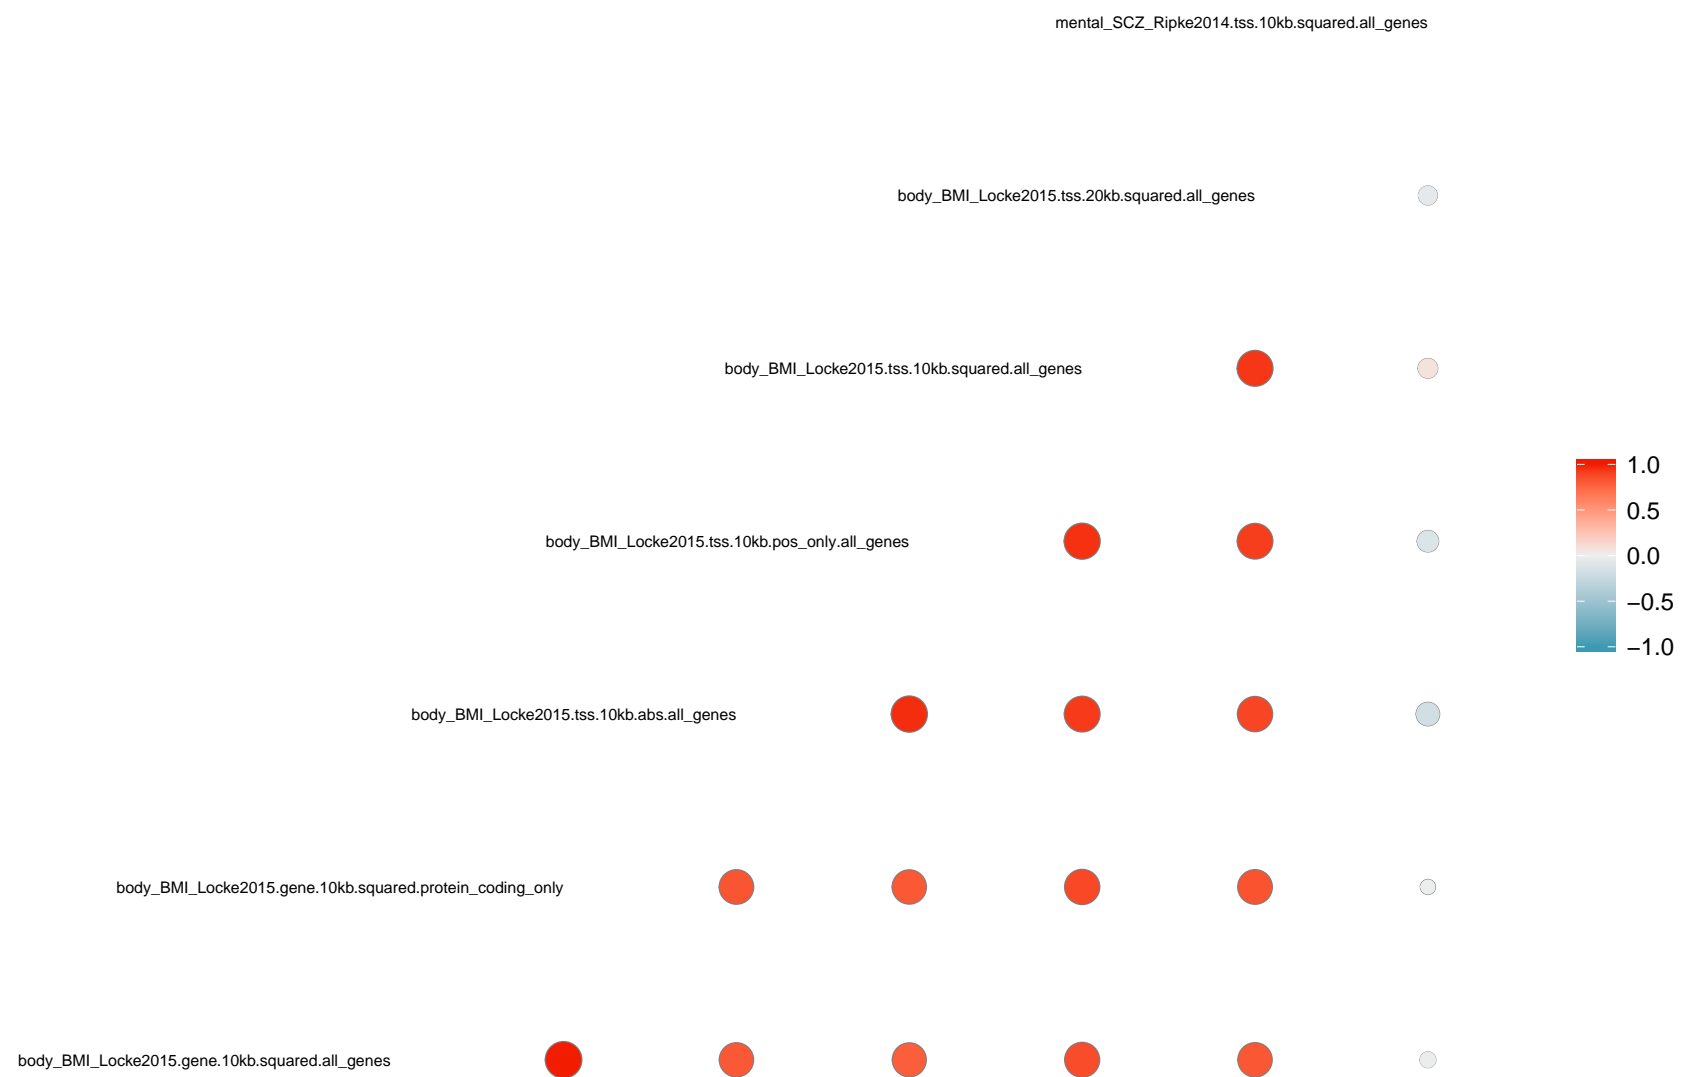 mental_SCZ_Ripke2014.tss.10kb.squared.all_genes
body_BMI_Locke2015.tss.20kb.squared.all_genes
body_BMI_Locke2015.tss.10kb.squared.all_genes
1.0
0.5
body_BMI_Locke2015.tss.10kb.pos_only.all_genes
0.0
−0.5
−1.0
body_BMI_Locke2015.tss.10kb.abs.all_genes
body_BMI_Locke2015.gene.10kb.squared.protein_coding_only
body_BMI_Locke2015.gene.10kb.squared.all_genes